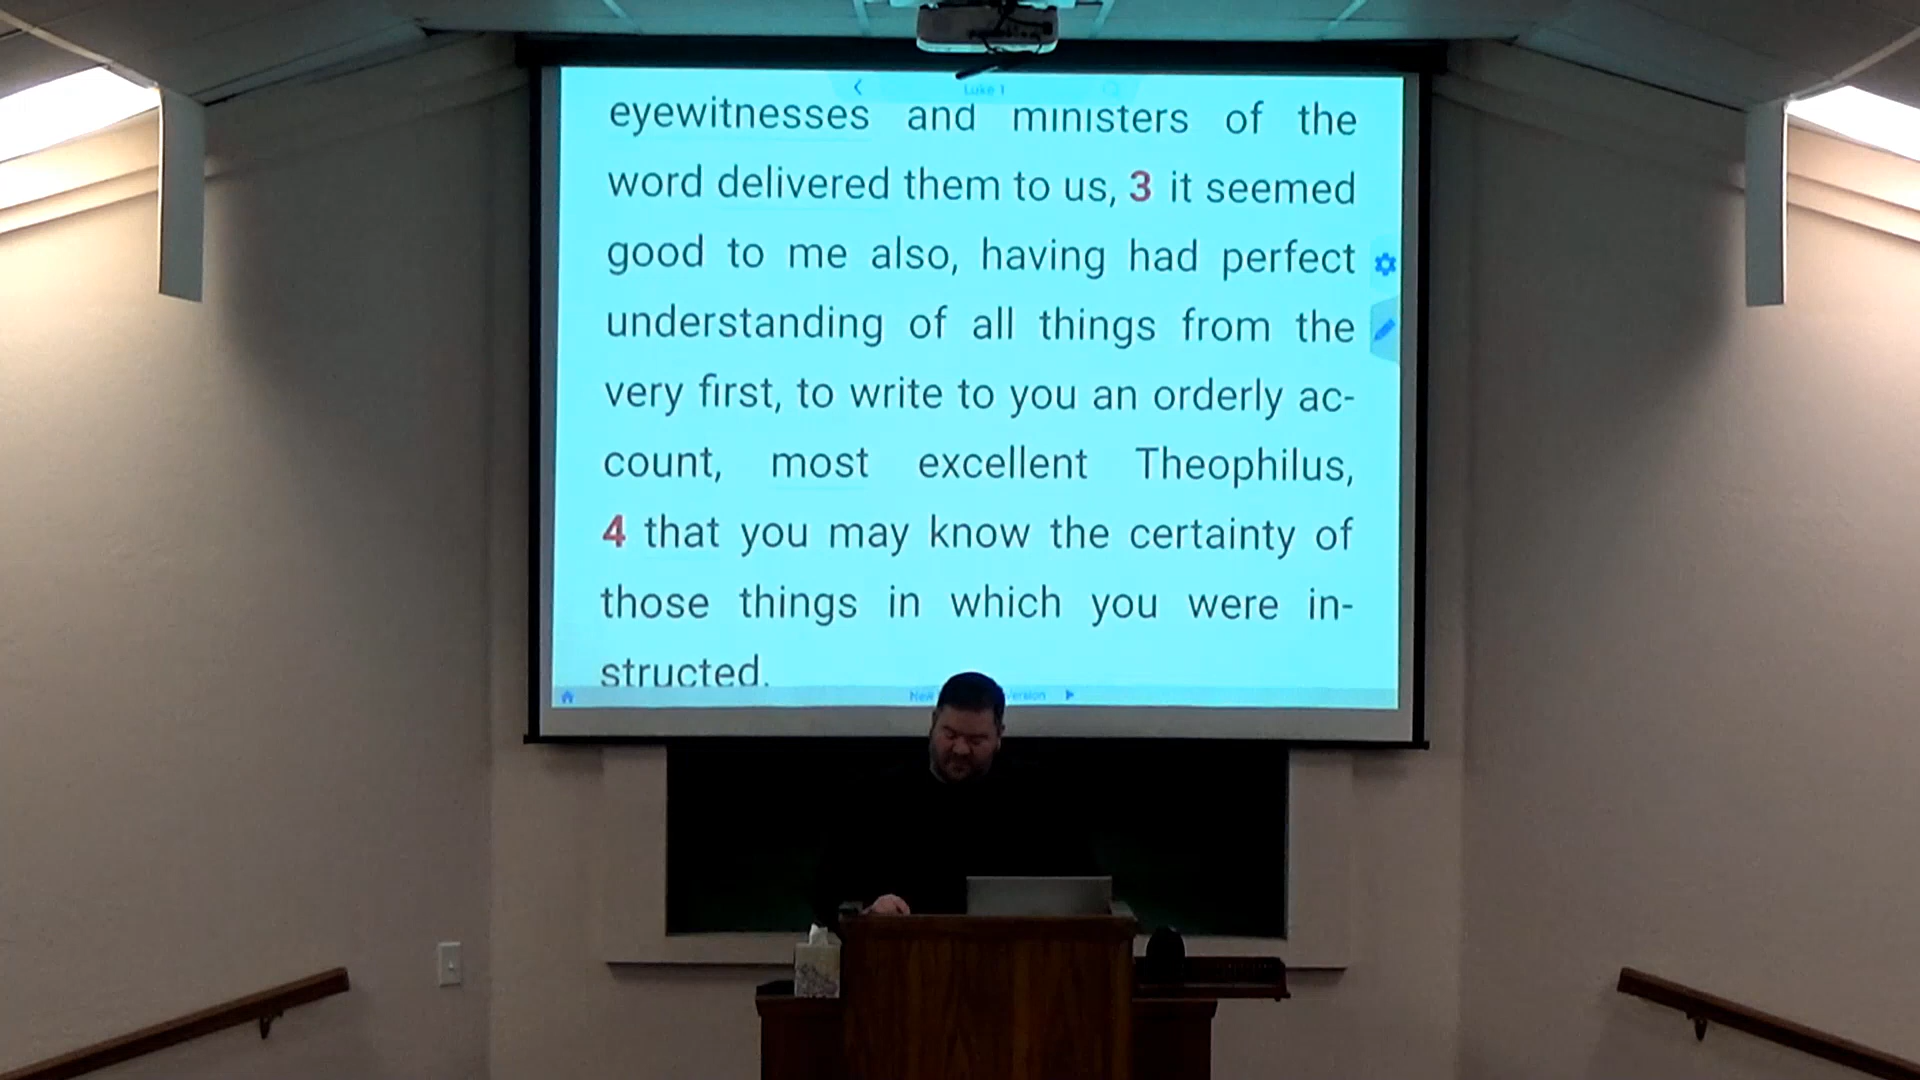 Luke 1
eyewitnesses and ministers of the
word delivered them to us, 3 it seemed
good to me also, having had perfect
understanding of all things from the
very first, to write to you an orderly ac-
count, most excellent Theophilus,
4 that you may know the certainty of
those things in which you were in-
structed.
New Version